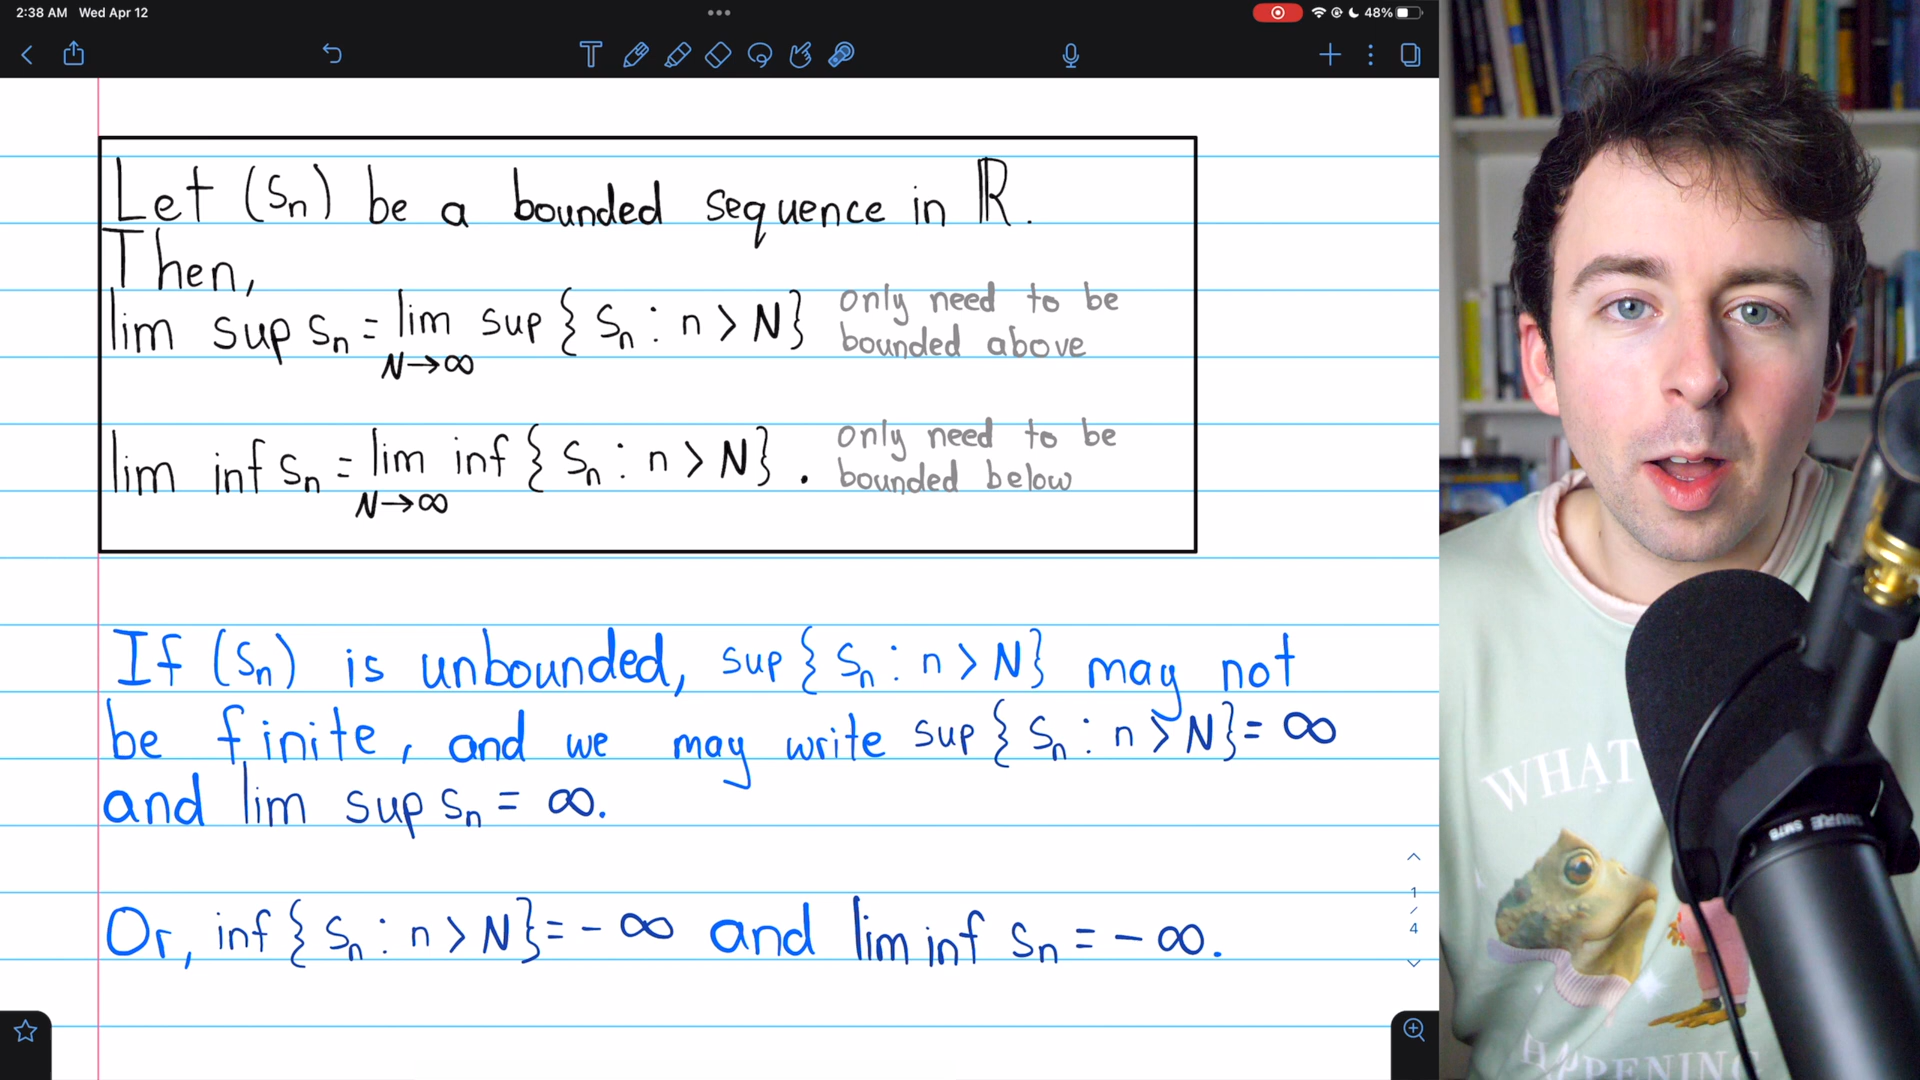 2:38 AM Wed Apr 12
48%
Let (sₙ) be a bounded sequence in ℝ.
Then,
lim sup sₙ = lim sup { sₙ : n > N } only need to be
N→∞ bounded above
lim inf sₙ = lim inf { sₙ : n > N } . only need to be
N→∞ bounded below
If (sₙ) is unbounded, sup { sₙ : n > N } may not
be finite, and we may write sup { sₙ : n > N } = ∞
and lim sup sₙ = ∞.
Or, inf { sₙ : n > N } = - ∞ and lim inf sₙ = - ∞.
1
/
4
WHAT
HAPPENING
SHURE SM7B